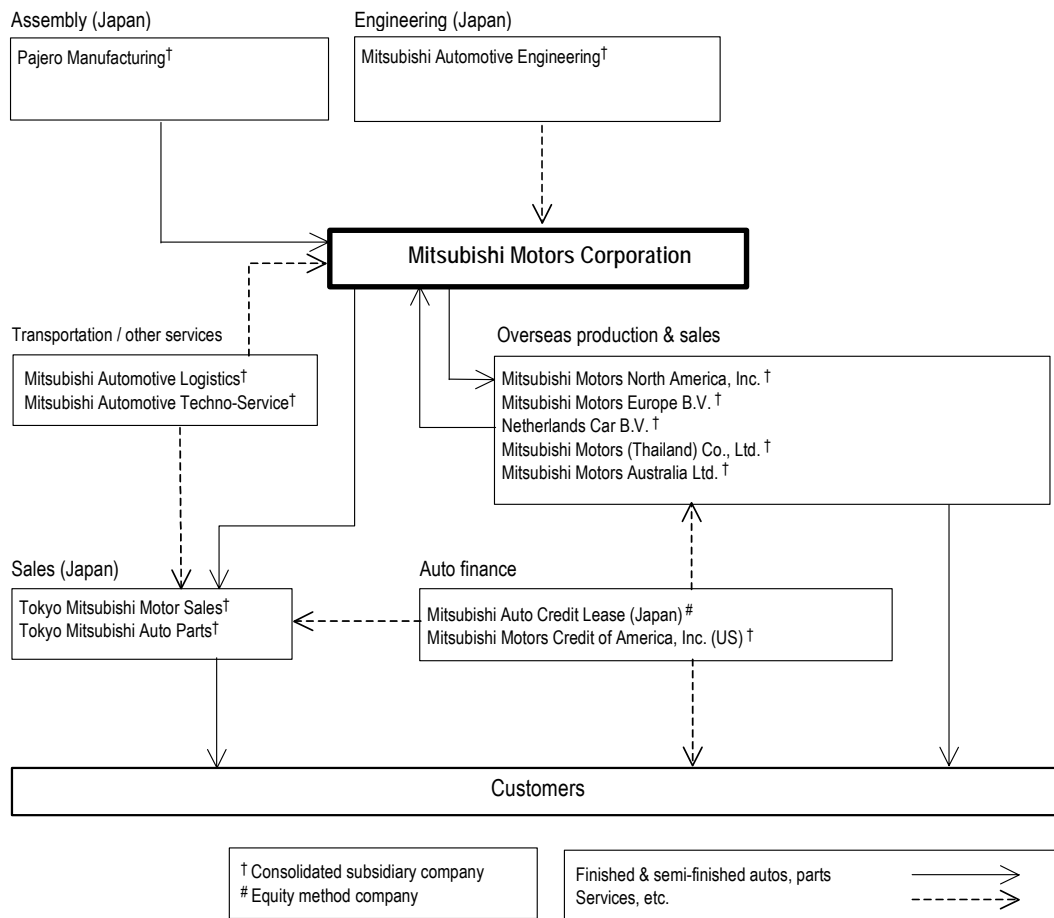 Assembly (Japan)
Pajero Manufacturing†
Engineering (Japan)
Mitsubishi Automotive Engineering†
Mitsubishi Motors Corporation
Transportation / other services
Mitsubishi Automotive Logistics†
Mitsubishi Automotive Techno-Service†
Overseas production & sales
Mitsubishi Motors North America, Inc. †
Mitsubishi Motors Europe B.V. †
Netherlands Car B.V. †
Mitsubishi Motors (Thailand) Co., Ltd. †
Mitsubishi Motors Australia Ltd. †
Sales (Japan)
Tokyo Mitsubishi Motor Sales†
Tokyo Mitsubishi Auto Parts†
Auto finance
Mitsubishi Auto Credit Lease (Japan) #
Mitsubishi Motors Credit of America, Inc. (US) †
Customers
† Consolidated subsidiary company
# Equity method company
Finished & semi-finished autos, parts
Services, etc.